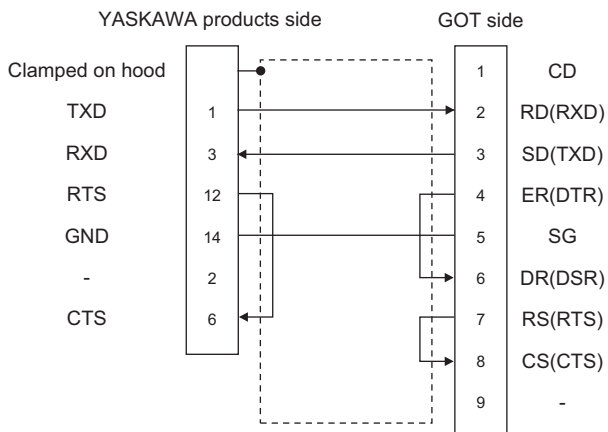 YASKAWA products side GOT side
Clamped on hood 1 CD
TXD 1 2 RD(RXD)
RXD 3 3 SD(TXD)
RTS 12 4 ER(DTR)
GND 14 5 SG
- 2 6 DR(DSR)
CTS 6 7 RS(RTS)
8 CS(CTS)
9 -